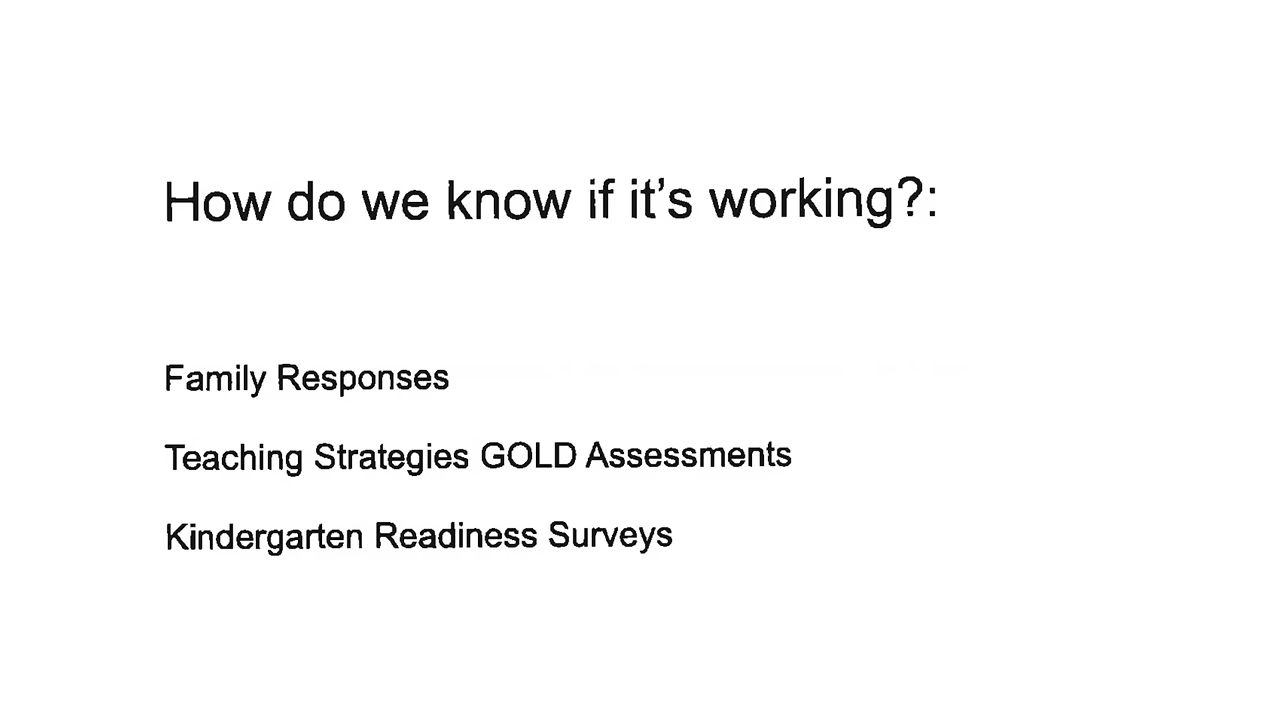 How do we know if it's working?:
Family Responses
Teaching Strategies GOLD Assessments
Kindergarten Readiness Surveys